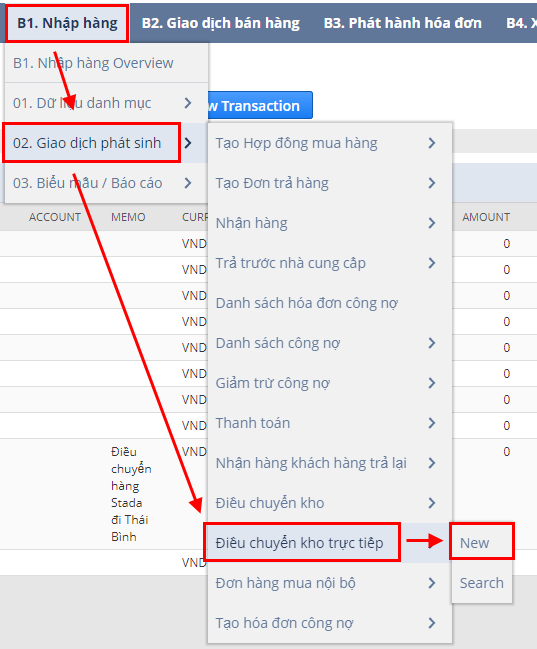 B1. Nhập hàng B2. Giao dịch bán hàng B3. Phát hành hóa đơn B4. X
B1. Nhập hàng Overview
01. Dữ liệu danh mục
w Transaction
02. Giao dịch phát sinh
03. Biểu mẫu / Báo cáo
Tạo Hợp đồng mua hàng
Tạo Đơn trả hàng
Nhận hàng
Trả trước nhà cung cấp
Danh sách hóa đơn công nợ
Danh sách công nợ
Giảm trừ công nợ
Thanh toán
Nhận hàng khách hàng trả lại
Điều chuyển kho
Điều chuyển kho trực tiếp
Đơn hàng mua nội bộ
Tạo hóa đơn công nợ
New
Search
ACCOUNT MEMO CURR AMOUNT
VND 0
VND 0
VND 0
VND 0
VND 0
VND 0
VND 0
VND 0
Điều
chuyển
hàng
Stada
đi Thái
Bình
VND